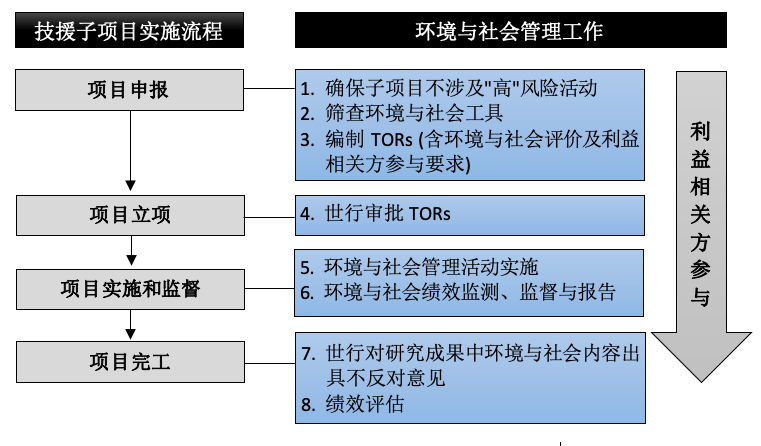 技援子项目实施流程
环境与社会管理工作
项目申报
1. 确保子项目不涉及"高"风险活动
2. 筛查环境与社会工具
3. 编制 TORs (含环境与社会评价及利益
相关方参与要求)
项目立项
4. 世行审批 TORs
项目实施和监督
5. 环境与社会管理活动实施
6. 环境与社会绩效监测、监督与报告
项目完工
7. 世行对研究成果中环境与社会内容出
具不反对意见
8. 绩效评估
利益相关方参与